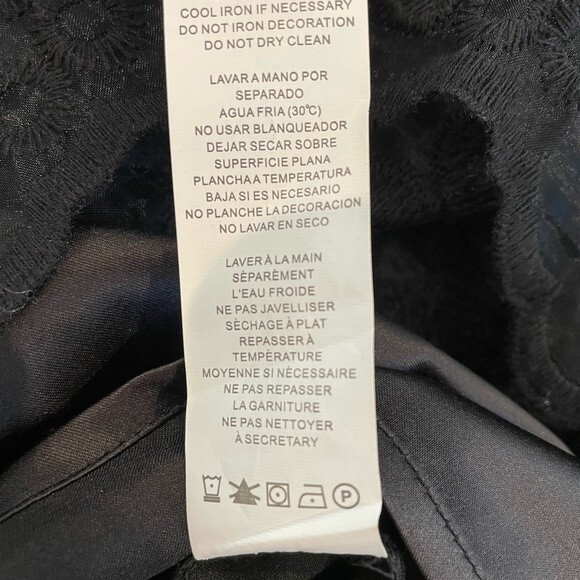 COOL IRON IF NECESSARY
DO NOT IRON DECORATION
DO NOT DRY CLEAN
LAVAR A MANO POR
SEPARADO
AGUA FRIA (30℃)
NO USAR BLANQUEADOR
DEJAR SECAR SOBRE
SUPERFICIE PLANA
PLANCHA A TEMPERATURA
BAJA SI ES NECESARIO
NO PLANCHE LA DECORACION
NO LAVAR EN SECO
LAVER À LA MAIN
SÈPARÈMENT
L'EAU FROIDE
NE PAS JAVELLISER
SÈCHAGE À PLAT
REPASSER À
TEMPÈRATURE
MOYENNE SI NÈCESSAIRE
NE PAS REPASSER
LA GARNITURE
NE PAS NETTOYER
À SECRETARY
P